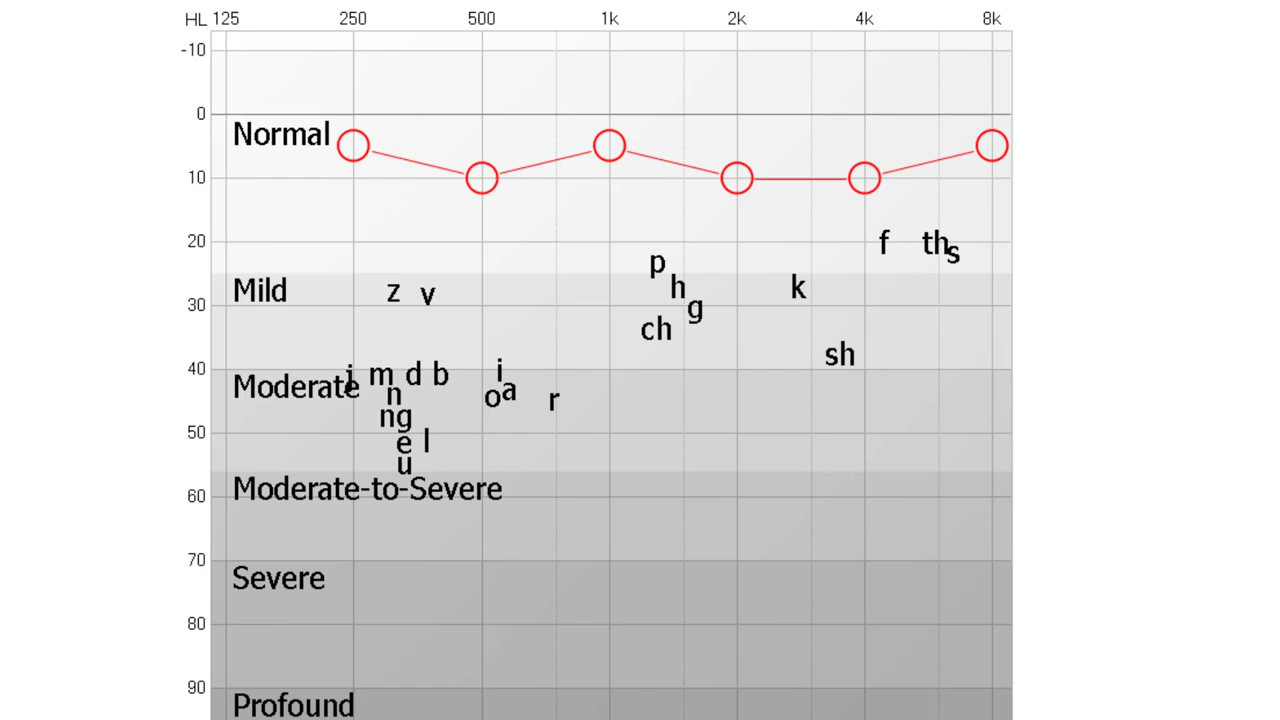 HL 125 250 500 1k 2k 4k 8k
-10
0
Normal
10
20
f th s
p
Mild
z v
h
k
30
g
ch
sh
40
j m d b
i
Moderate
n
o a
r
ng
50
e l
u
Moderate-to-Severe
60
70
Severe
80
90
Profound